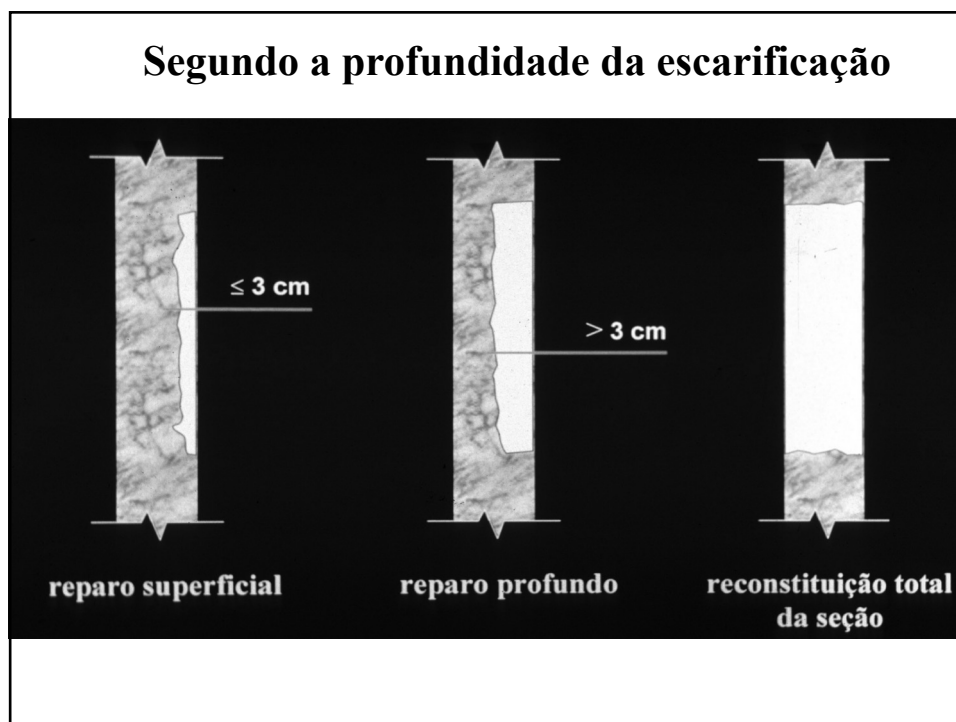 Segundo a profundidade da escarificação
≤ 3 cm
> 3 cm
reparo superficial
reparo profundo
reconstituição total
da seção